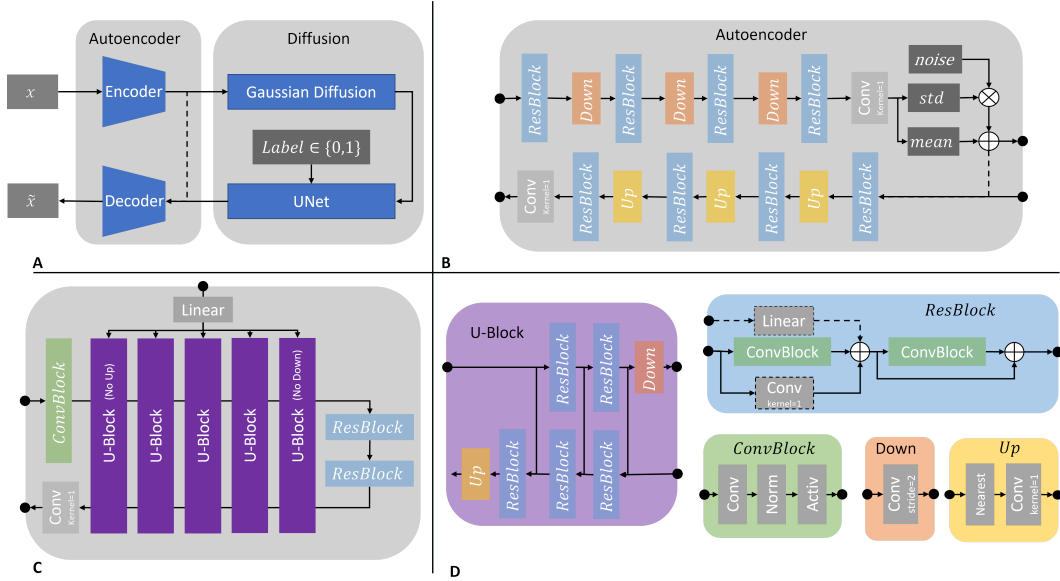 Autoencoder
Diffusion
x
Encoder
Gaussian Diffusion
Label ∈ {0,1}
x̃
Decoder
UNet
A
Autoencoder
ResBlock
Down
ResBlock
Down
ResBlock
Down
ResBlock
Conv
Kernel=1
noise
std
mean
Conv
Kernel=1
ResBlock
Up
ResBlock
Up
ResBlock
Up
ResBlock
B
Linear
ConvBlock
U-Block (No Up)
U-Block
U-Block
U-Block
U-Block (No Down)
ResBlock
ResBlock
Conv
Kernel=1
C
U-Block
ResBlock
ResBlock
Down
Up
ResBlock
ResBlock
ResBlock
ResBlock
Linear
ConvBlock
ConvBlock
Conv
kernel=1
ConvBlock
Conv
Norm
Activ
Down
Conv
stride=2
Up
Nearest
Conv
kernel=1
D